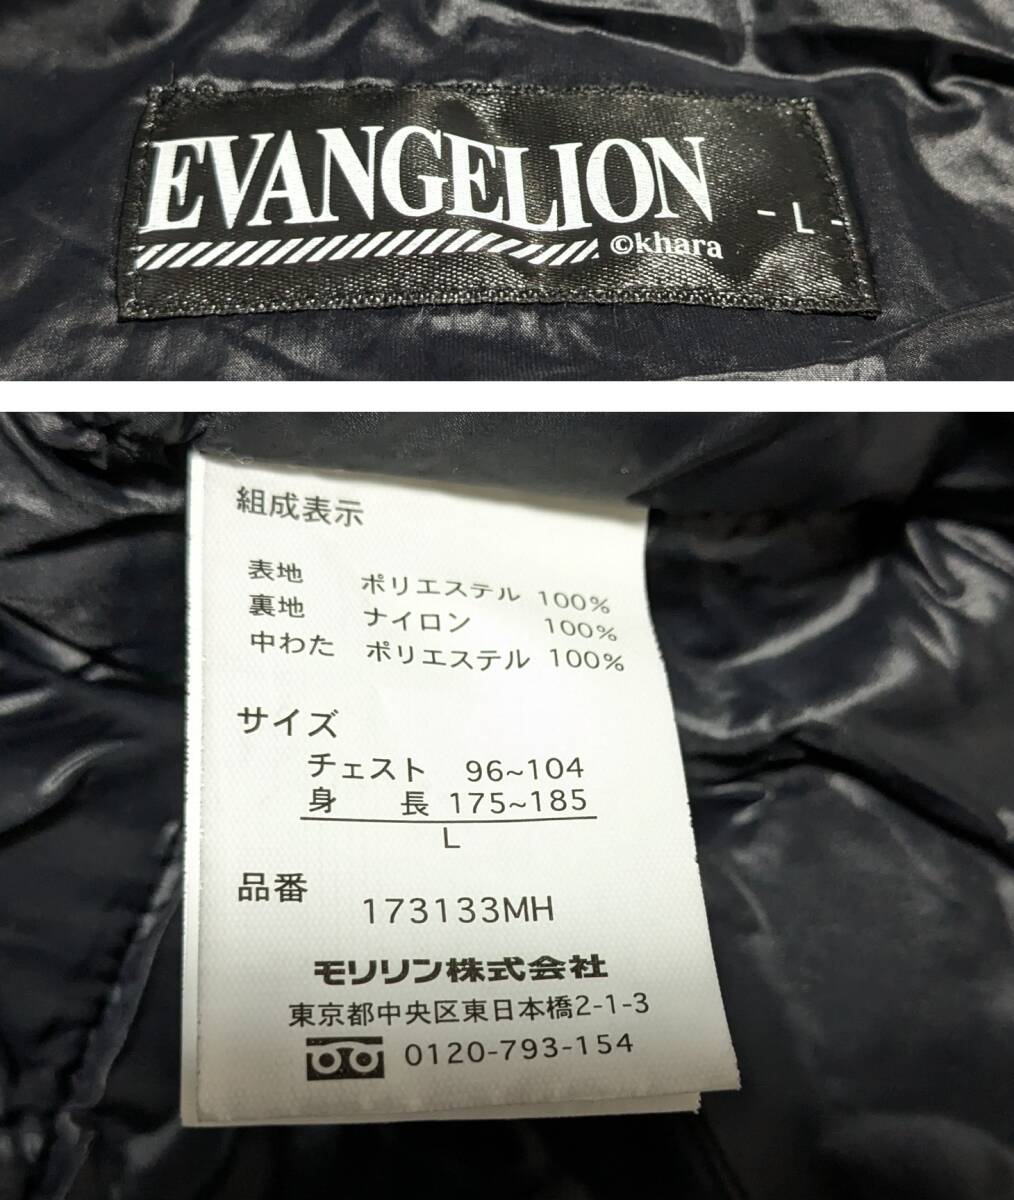 EVANGELION
©khara
- L -
組成表示
表地 ポリエステル 100%
裏地 ナイロン 100%
中わた ポリエステル 100%
サイズ
チェスト 96~104
身 長 175~185
L
品番
173133MH
モリリン株式会社
東京都中央区東日本橋2-1-3
0120-793-154